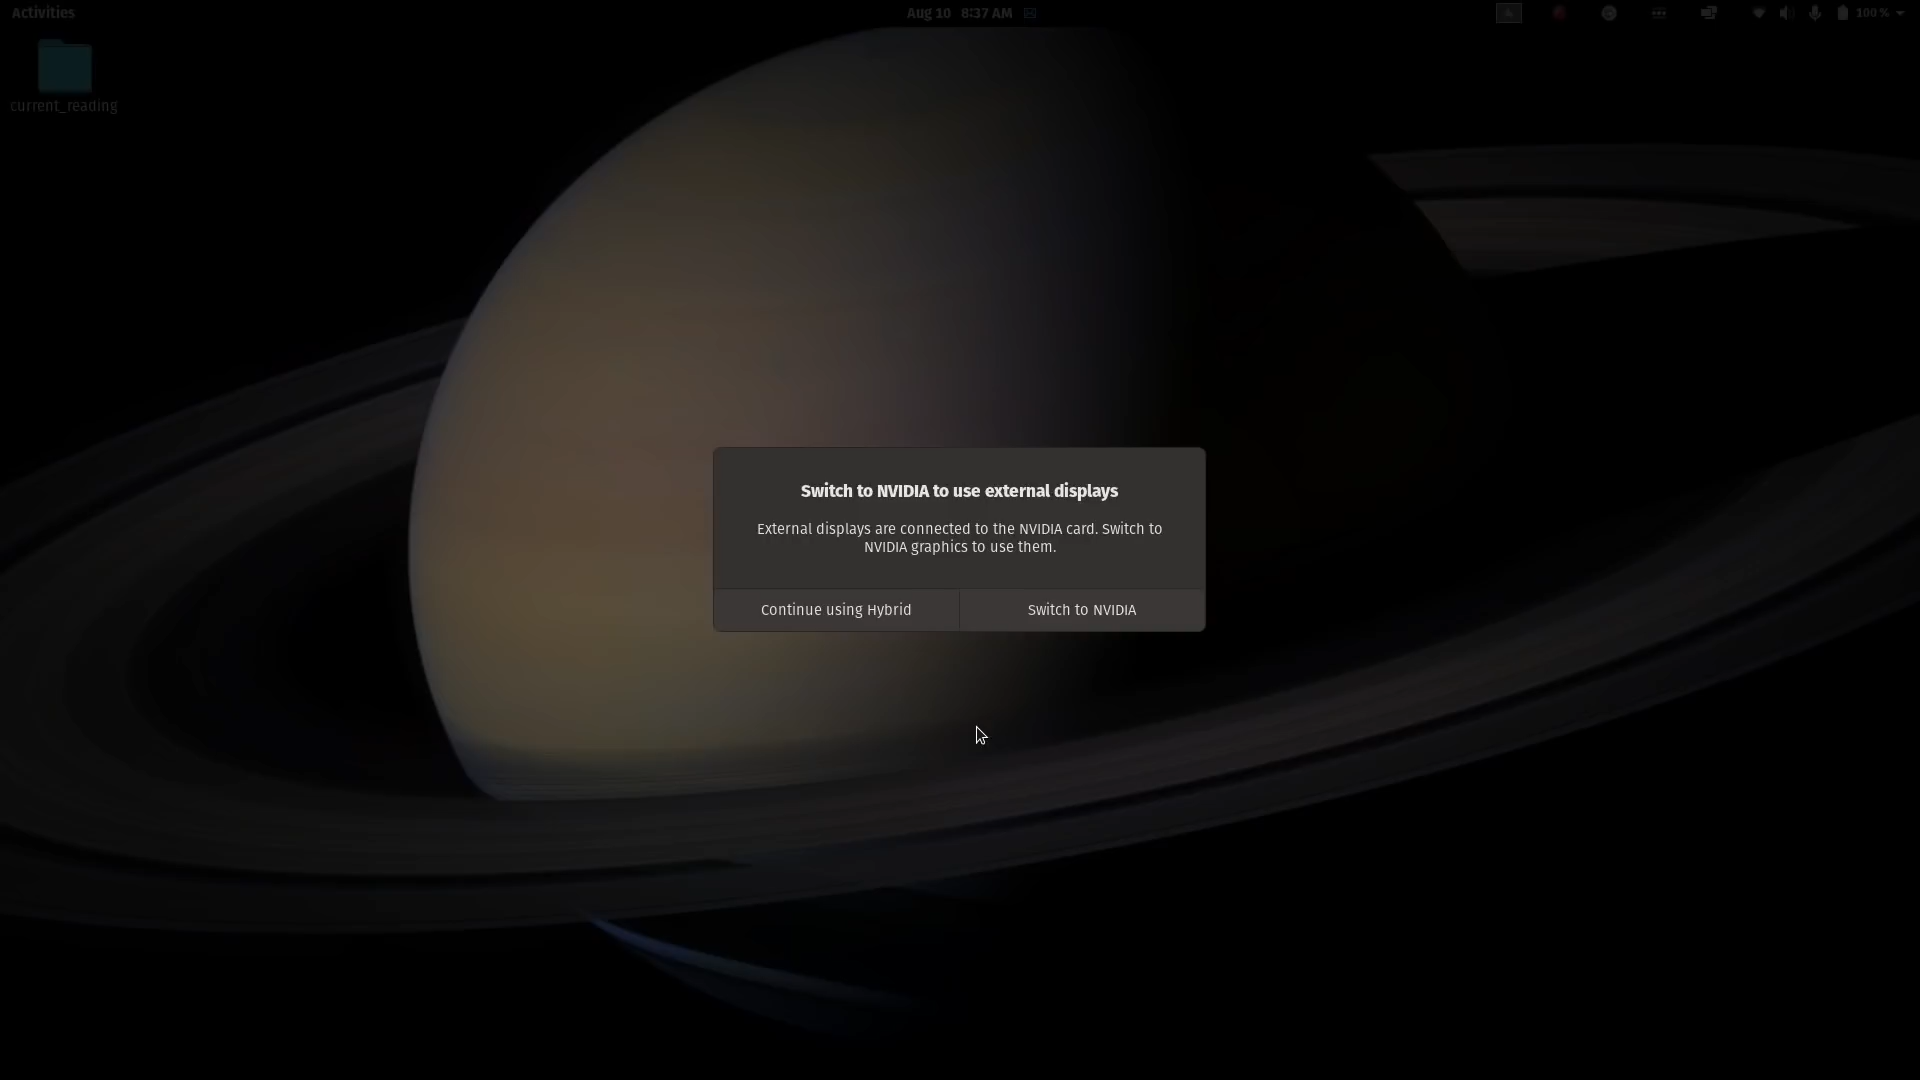 Activities
Aug 10 8:37 AM
100 %
current_reading
Switch to NVIDIA to use external displays
External displays are connected to the NVIDIA card. Switch to
NVIDIA graphics to use them.
Continue using Hybrid
Switch to NVIDIA